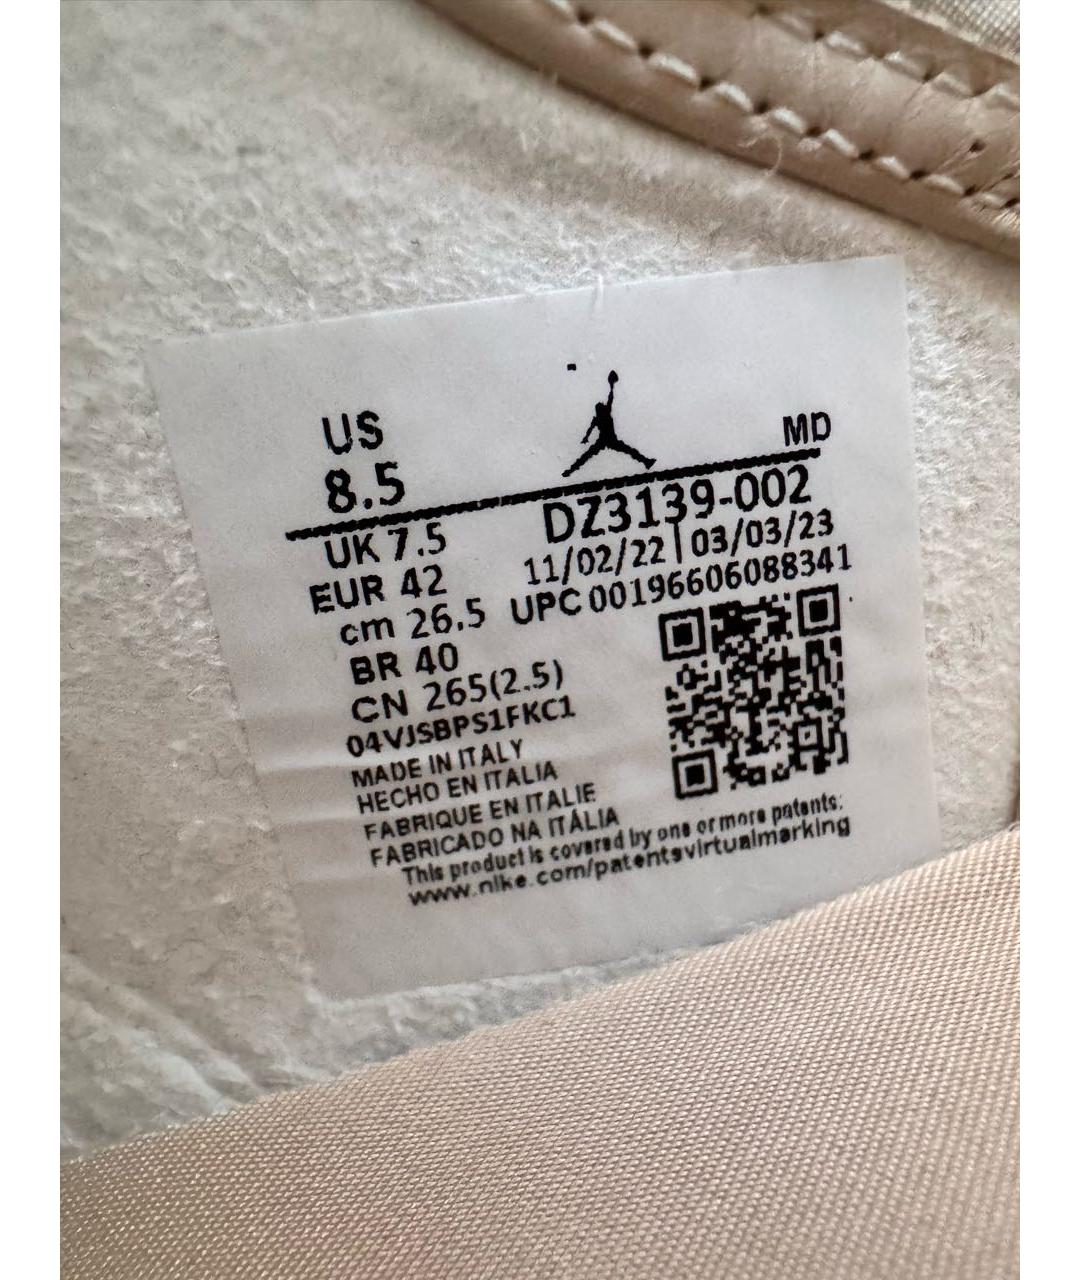 US
8.5
MD
UK 7.5
DZ3139-002
EUR 42
11/02/22 | 03/03/23
cm 26.5
UPC 00196606088341
BR 40
CN 265(2.5)
04VJSBPS1FKC1
MADE IN ITALY
HECHO EN ITALIA
FABRIQUE EN ITALIE
FABRICADO NA ITÁLIA
This product is covered by one or more patents:
www.nike.com/patentsvirtualmarking